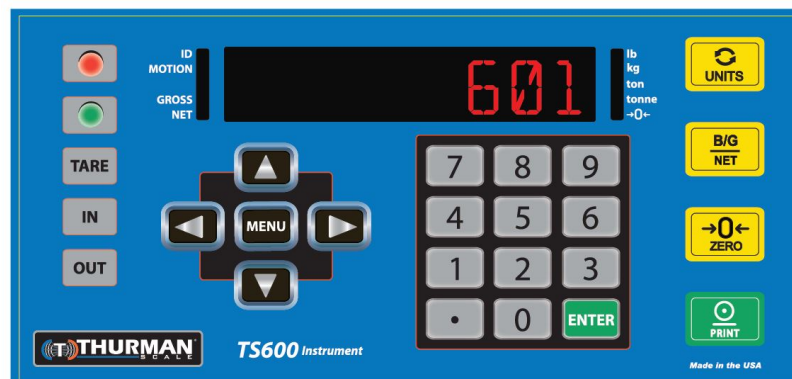 ID
MOTION
GROSS
NET
601
lb
kg
ton
tonne
→0←
UNITS
B/G
NET
→0←
ZERO
PRINT
TARE
IN
OUT
MENU
7 8 9
4 5 6
1 2 3
• 0 ENTER
(T) THURMAN
SCALE
TS600 Instrument
Made in the USA